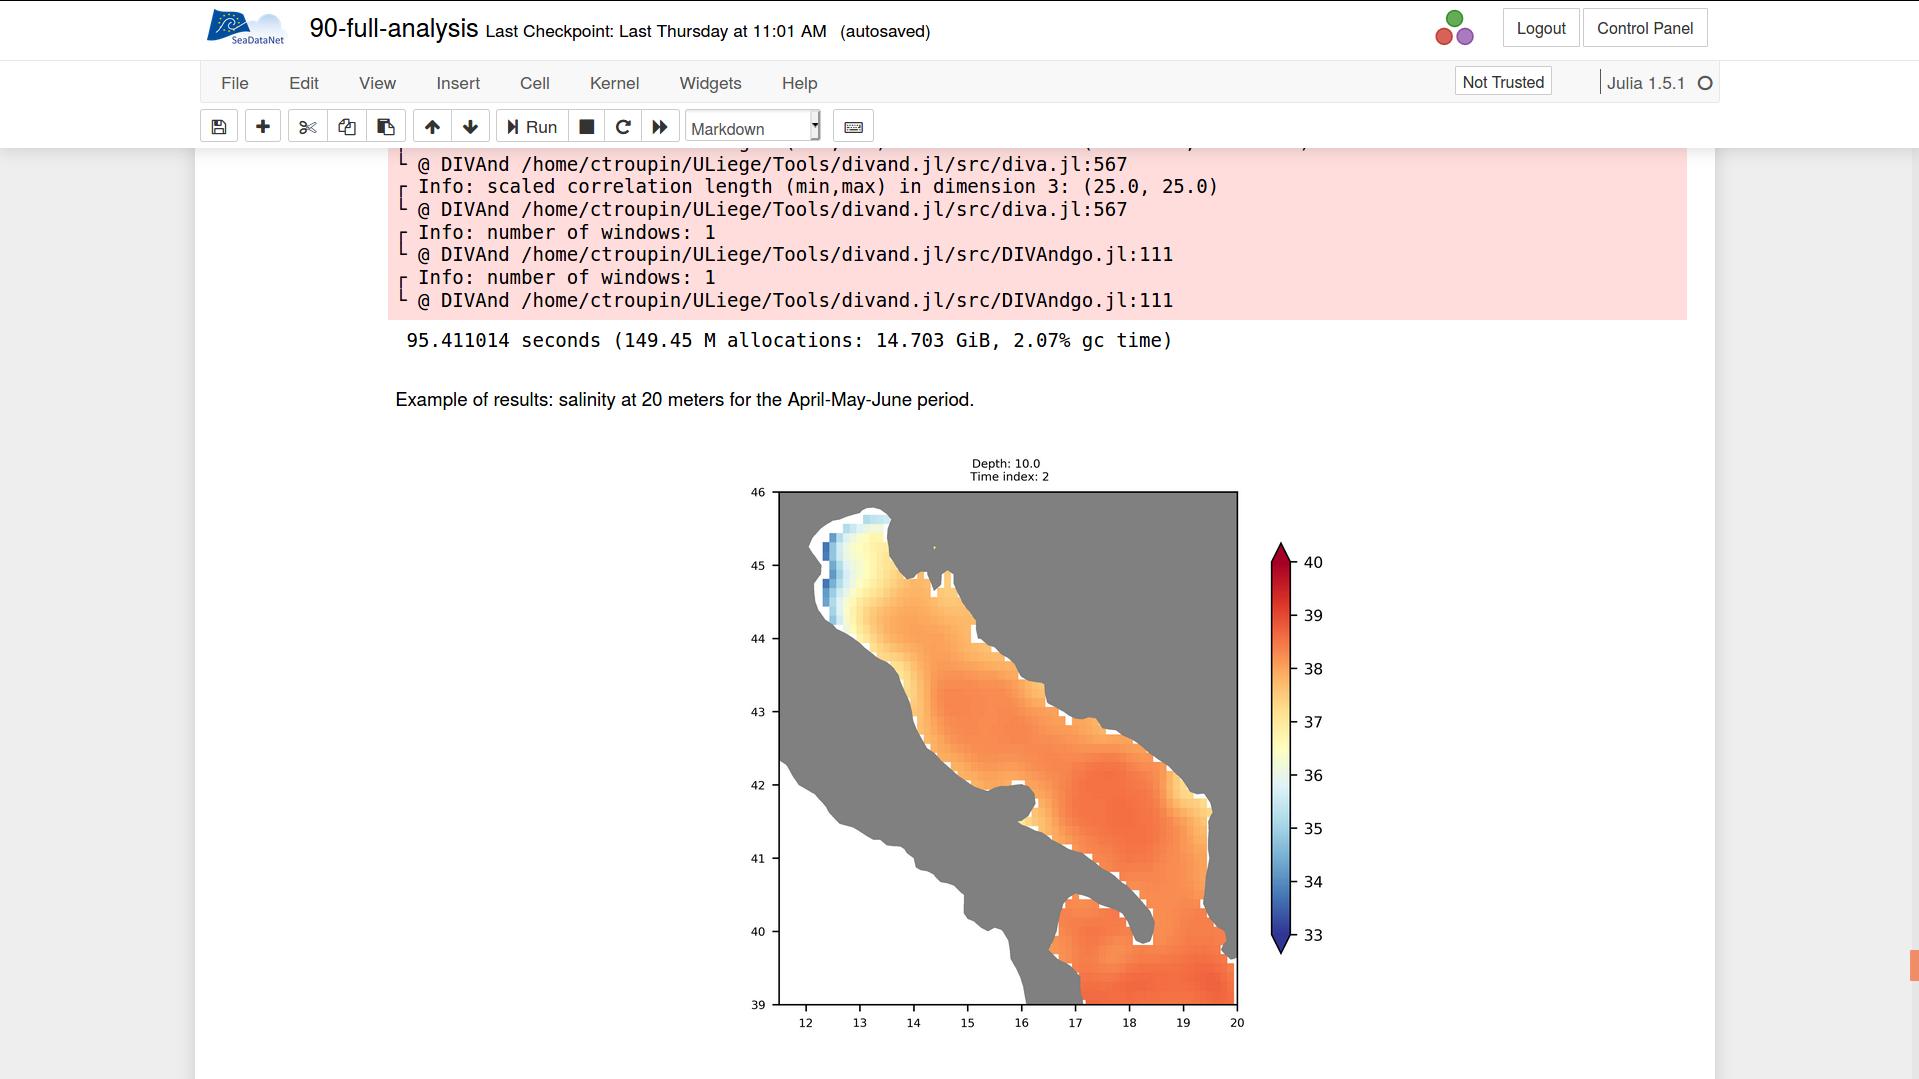 SeaDataNet
90-full-analysis Last Checkpoint: Last Thursday at 11:01 AM (autosaved)
Logout
Control Panel
File Edit View Insert Cell Kernel Widgets Help
Not Trusted
Julia 1.5.1
Run
Markdown
└ @ DIVAnd /home/ctroupin/ULiege/Tools/divand.jl/src/diva.jl:567
┌ Info: scaled correlation length (min,max) in dimension 3: (25.0, 25.0)
└ @ DIVAnd /home/ctroupin/ULiege/Tools/divand.jl/src/diva.jl:567
┌ Info: number of windows: 1
└ @ DIVAnd /home/ctroupin/ULiege/Tools/divand.jl/src/DIVAndgo.jl:111
┌ Info: number of windows: 1
└ @ DIVAnd /home/ctroupin/ULiege/Tools/divand.jl/src/DIVAndgo.jl:111
95.411014 seconds (149.45 M allocations: 14.703 GiB, 2.07% gc time)
Example of results: salinity at 20 meters for the April-May-June period.
Depth: 10.0
Time index: 2
46
45
44
43
42
41
40
39
12 13 14 15 16 17 18 19 20
40
39
38
37
36
35
34
33